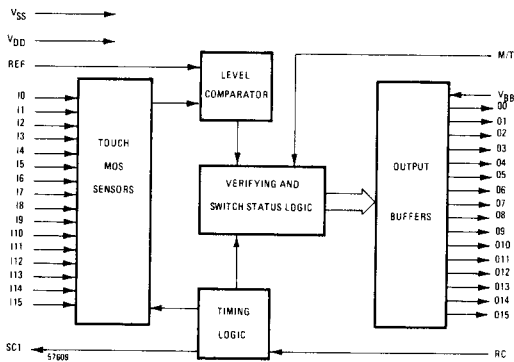 VSS
VDD
REF
M/T
LEVEL
COMPARATOR
I0
I1
I2
I3
I4
I5
I6
I7
I8
I9
I10
I11
I12
I13
I14
I15
TOUCH
MOS
SENSORS
VERIFYING AND
SWITCH STATUS LOGIC
OUTPUT
BUFFERS
VBB
O0
O1
O2
O3
O4
O5
O6
O7
O8
O9
O10
O11
O12
O13
O14
O15
TIMING
LOGIC
SC1
57609
RC